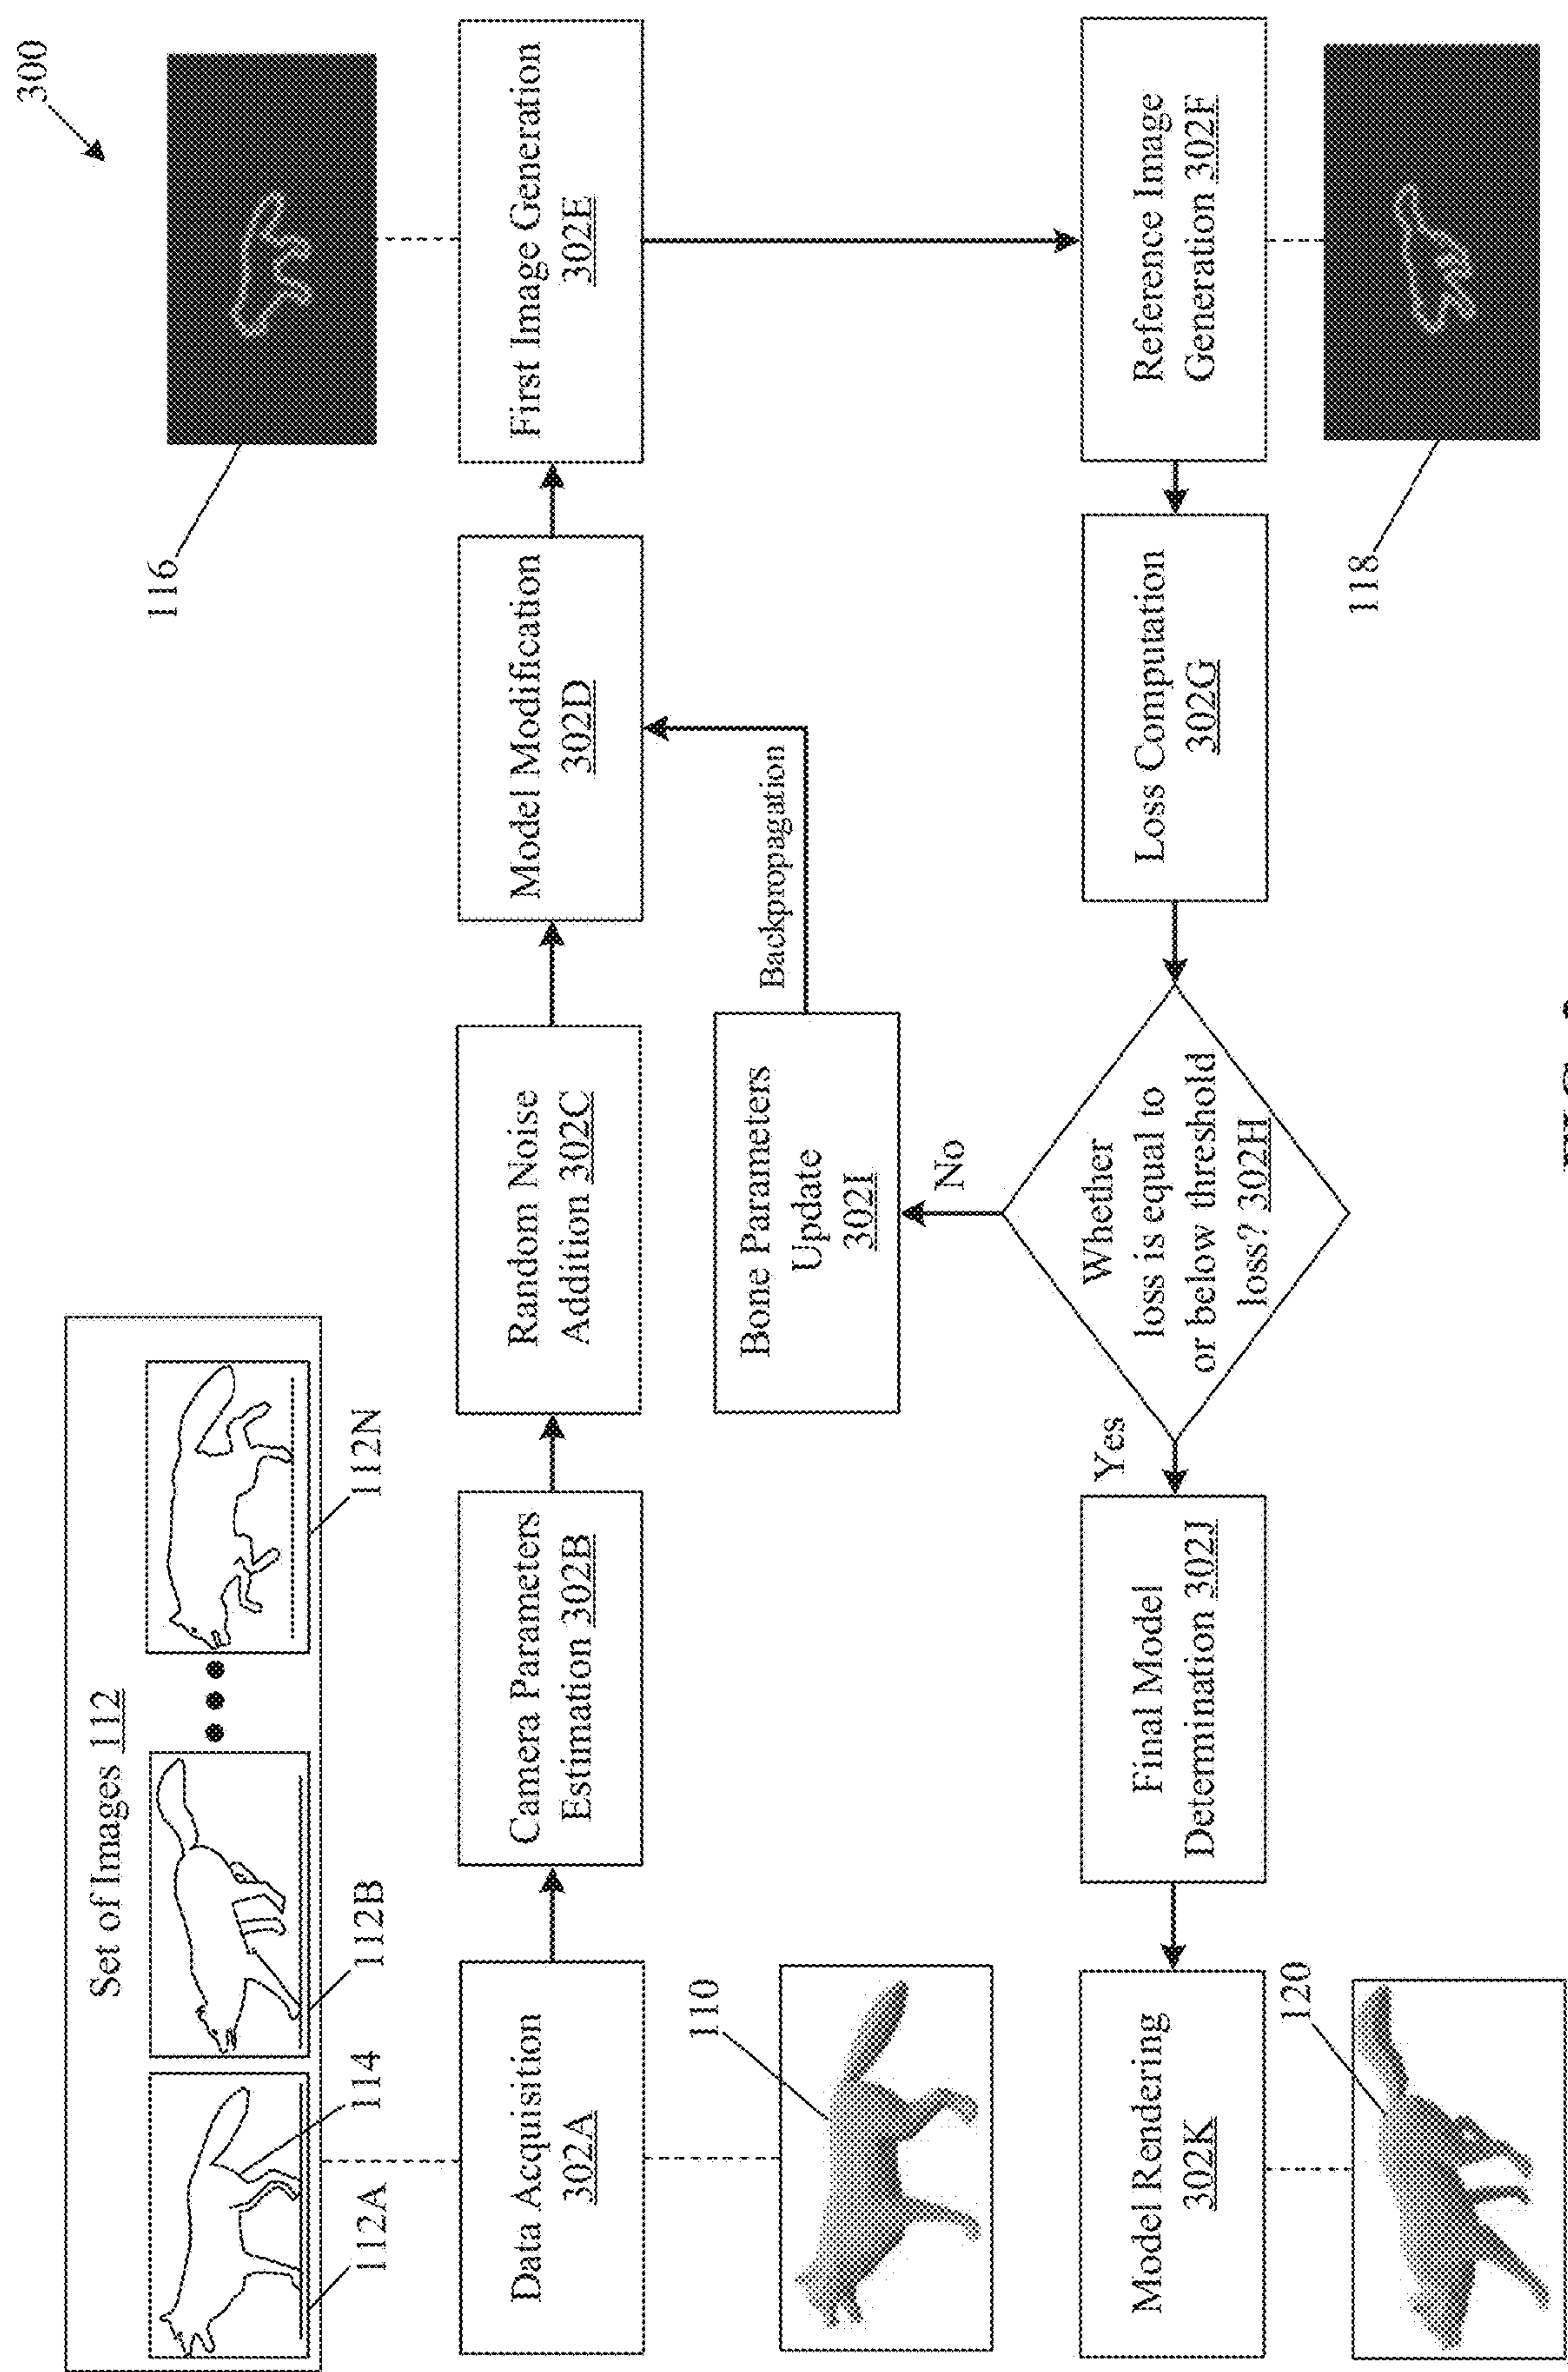 300
Set of Images 112
112A
114
112B
112N
116
Data Acquisition
302A
Camera Parameters
Estimation 302B
Random Noise
Addition 302C
Model Modification
302D
First Image Generation
302E
110
Bone Parameters
Update
302I
Backpropagation
No
Yes
Model Rendering
302K
Final Model
Determination 302J
Whether
loss is equal to
or below threshold
loss? 302H
Loss Computation
302G
Reference Image
Generation 302F
120
118